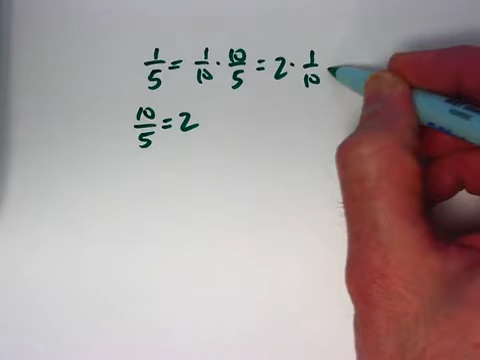 1/5 = 1/10 · 10/5 = 2 · 1/10
10/5 = 2